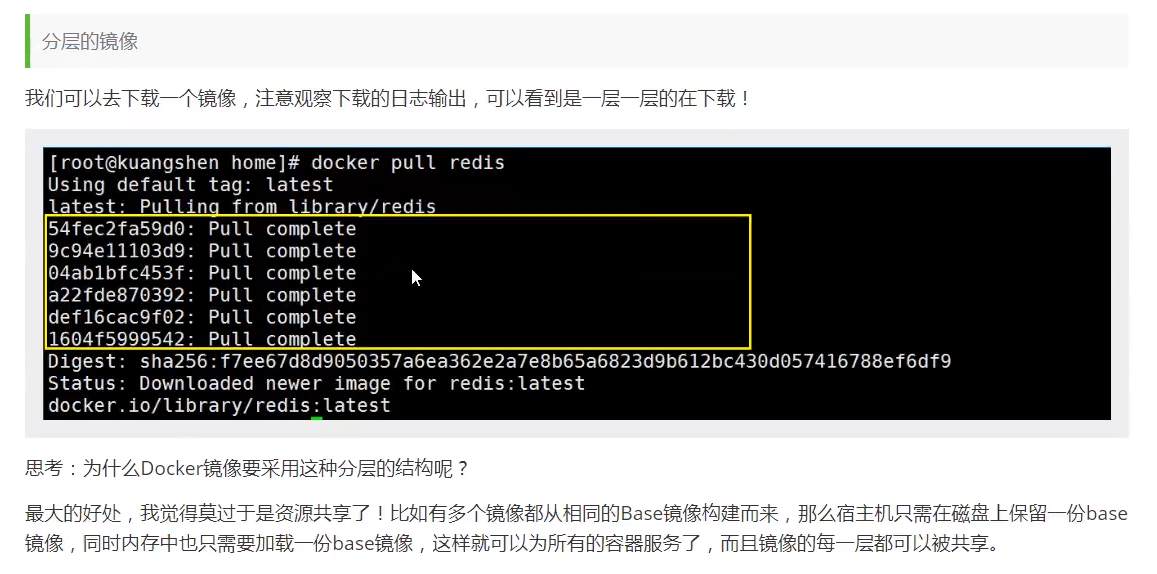 分层的镜像
我们可以去下载一个镜像，注意观察下载的日志输出，可以看到是一层一层的在下载！
[root@kuangshen home]# docker pull redis
Using default tag: latest
latest: Pulling from library/redis
54fec2fa59d0: Pull complete
9c94e11103d9: Pull complete
04ab1bfc453f: Pull complete
a22fde870392: Pull complete
def16cac9f02: Pull complete
1604f5999542: Pull complete
Digest: sha256:f7ee67d8d9050357a6ea362e2a7e8b65a6823d9b612bc430d057416788ef6df9
Status: Downloaded newer image for redis:latest
docker.io/library/redis:latest
思考：为什么Docker镜像要采用这种分层的结构呢？
最大的好处，我觉得莫过于是资源共享了！比如有多个镜像都从相同的Base镜像构建而来，那么宿主机只需在磁盘上保留一份base
镜像，同时内存中也只需要加载一份base镜像，这样就可以为所有的容器服务了，而且镜像的每一层都可以被共享。